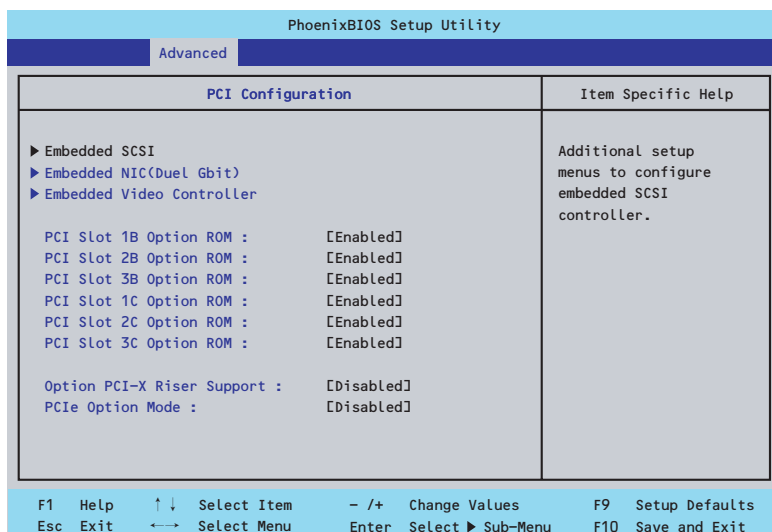 PhoenixBIOS Setup Utility
Advanced
PCI Configuration
Item Specific Help
▶ Embedded SCSI
▶ Embedded NIC(Duel Gbit)
▶ Embedded Video Controller
PCI Slot 1B Option ROM : [Enabled]
PCI Slot 2B Option ROM : [Enabled]
PCI Slot 3B Option ROM : [Enabled]
PCI Slot 1C Option ROM : [Enabled]
PCI Slot 2C Option ROM : [Enabled]
PCI Slot 3C Option ROM : [Enabled]
Option PCI-X Riser Support : [Disabled]
PCIe Option Mode : [Disabled]
Additional setup
menus to configure
embedded SCSI
controller.
F1 Help ↑↓ Select Item - /+ Change Values F9 Setup Defaults
Esc Exit ←→ Select Menu Enter Select ▶ Sub-Menu F10 Save and Exit